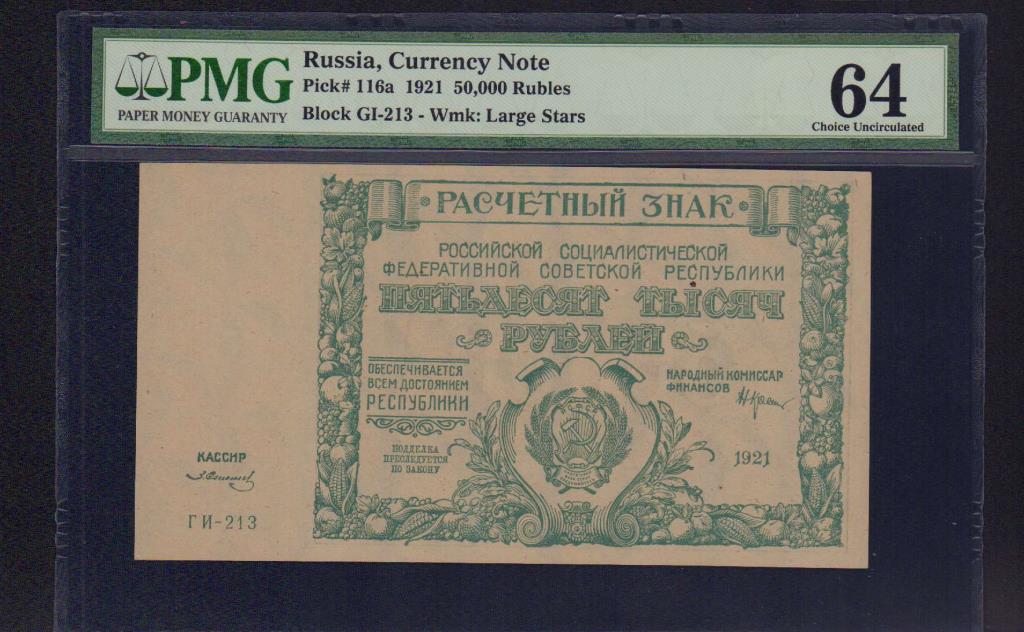 PMG
PAPER MONEY GUARANTY
Russia, Currency Note
Pick# 116a 1921 50,000 Rubles
Block GI-213 - Wmk: Large Stars
64
Choice Uncirculated
РАСЧЕТНЫЙ ЗНАК
РОССИЙСКОЙ СОЦИАЛИСТИЧЕСКОЙ
ФЕДЕРАТИВНОЙ СОВЕТСКОЙ РЕСПУБЛИКИ
ПЯТЬДЕСЯТ ТЫСЯЧ
РУБЛЕЙ
ОБЕСПЕЧИВАЕТСЯ
ВСЕМ ДОСТОЯНИЕМ
РЕСПУБЛИКИ
ПОДДЕЛКА
ПРЕСЛЕДУЕТСЯ
ПО ЗАКОНУ
НАРОДНЫЙ КОМИССАР
ФИНАНСОВ
1921
КАССИР
ГИ-213